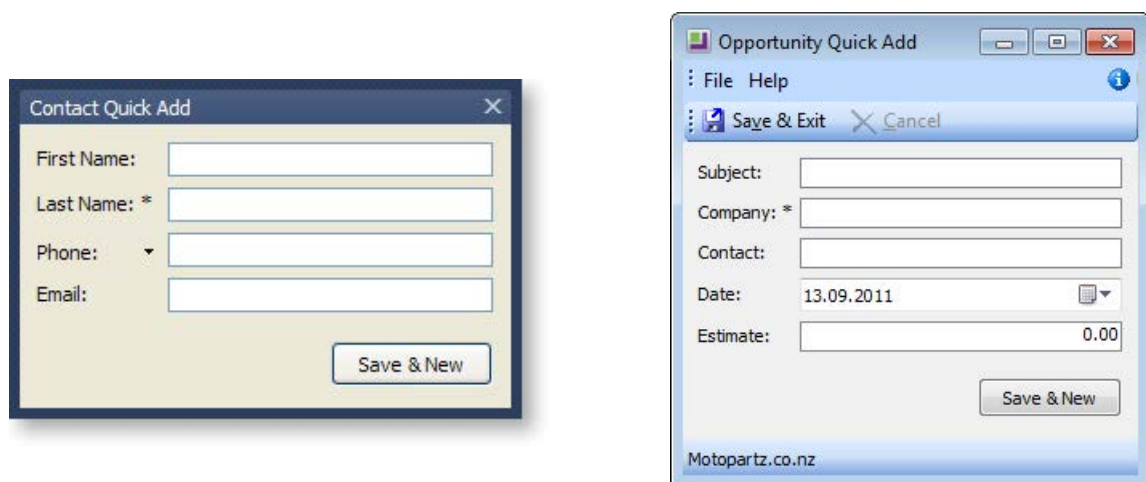 Contact Quick Add
First Name:
Last Name: *
Phone:
Email:
Save & New
Opportunity Quick Add
File Help
Save & Exit Cancel
Subject:
Company: *
Contact:
Date: 13.09.2011
Estimate: 0.00
Save & New
Motopartz.co.nz